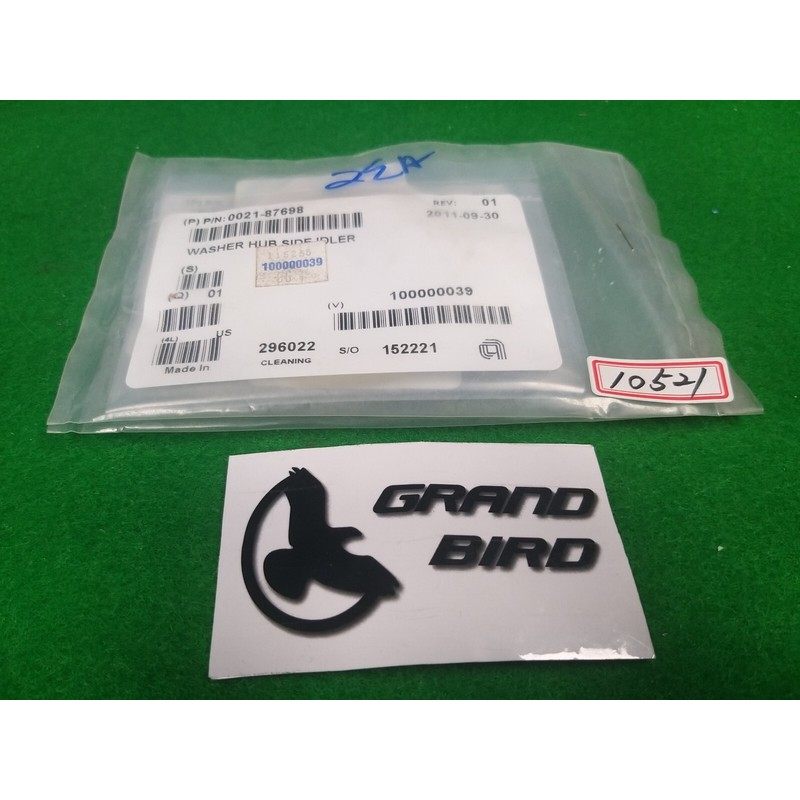 (P) P/N: 0021-87698
REV: 01
2011-09-30
WASHER HUB SIDE IDLER
(S)
100000039
(Q) 01
(V) 100000039
(4L) US
296022 S/O 152221
CLEANING
Made In
10521
GRAND
BIRD